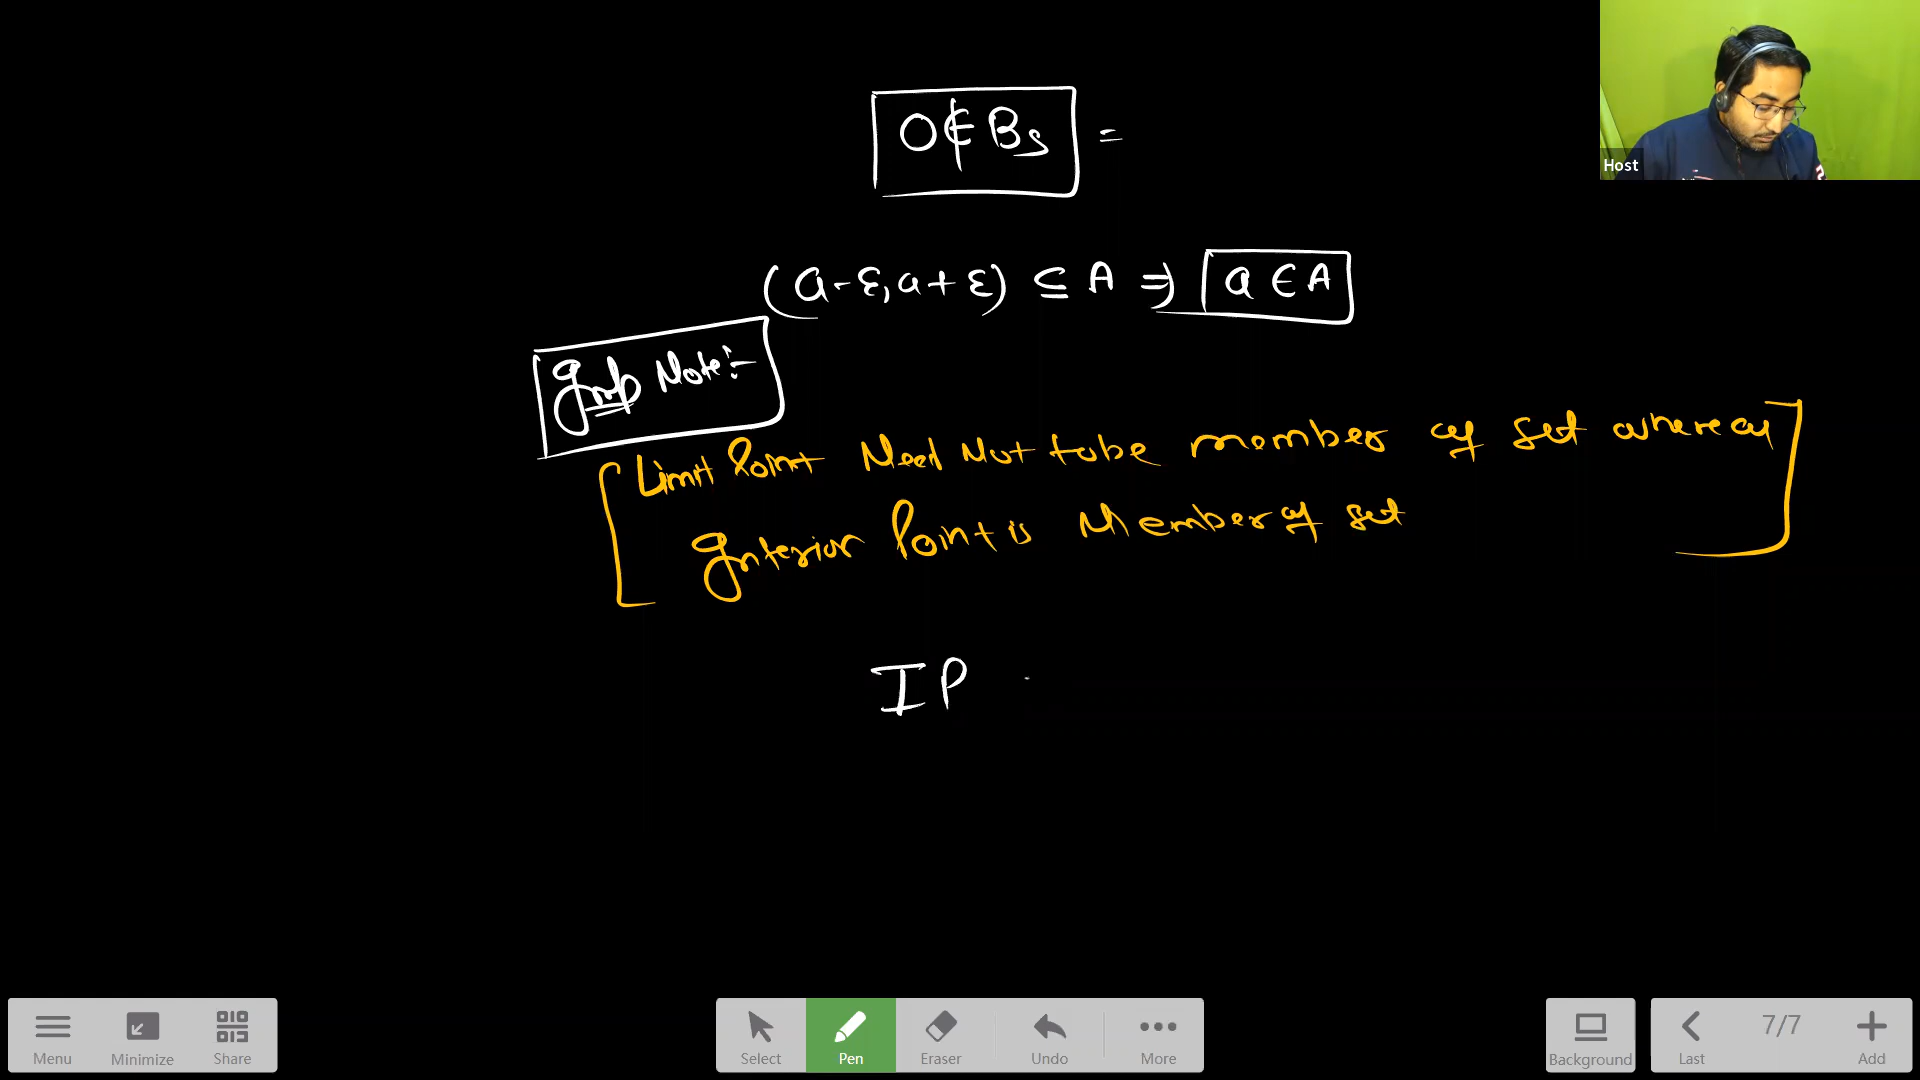 O ∉ Bs =
Host
(a-ε, a+ε) ⊆ A ⇒ a ∈ A
Imp Note:-
Limit Point Need Not to be member of set whereas
Interior Point is Member of set
IP
Menu Minimize Share Select Pen Eraser Undo More Background Last 7/7 Add